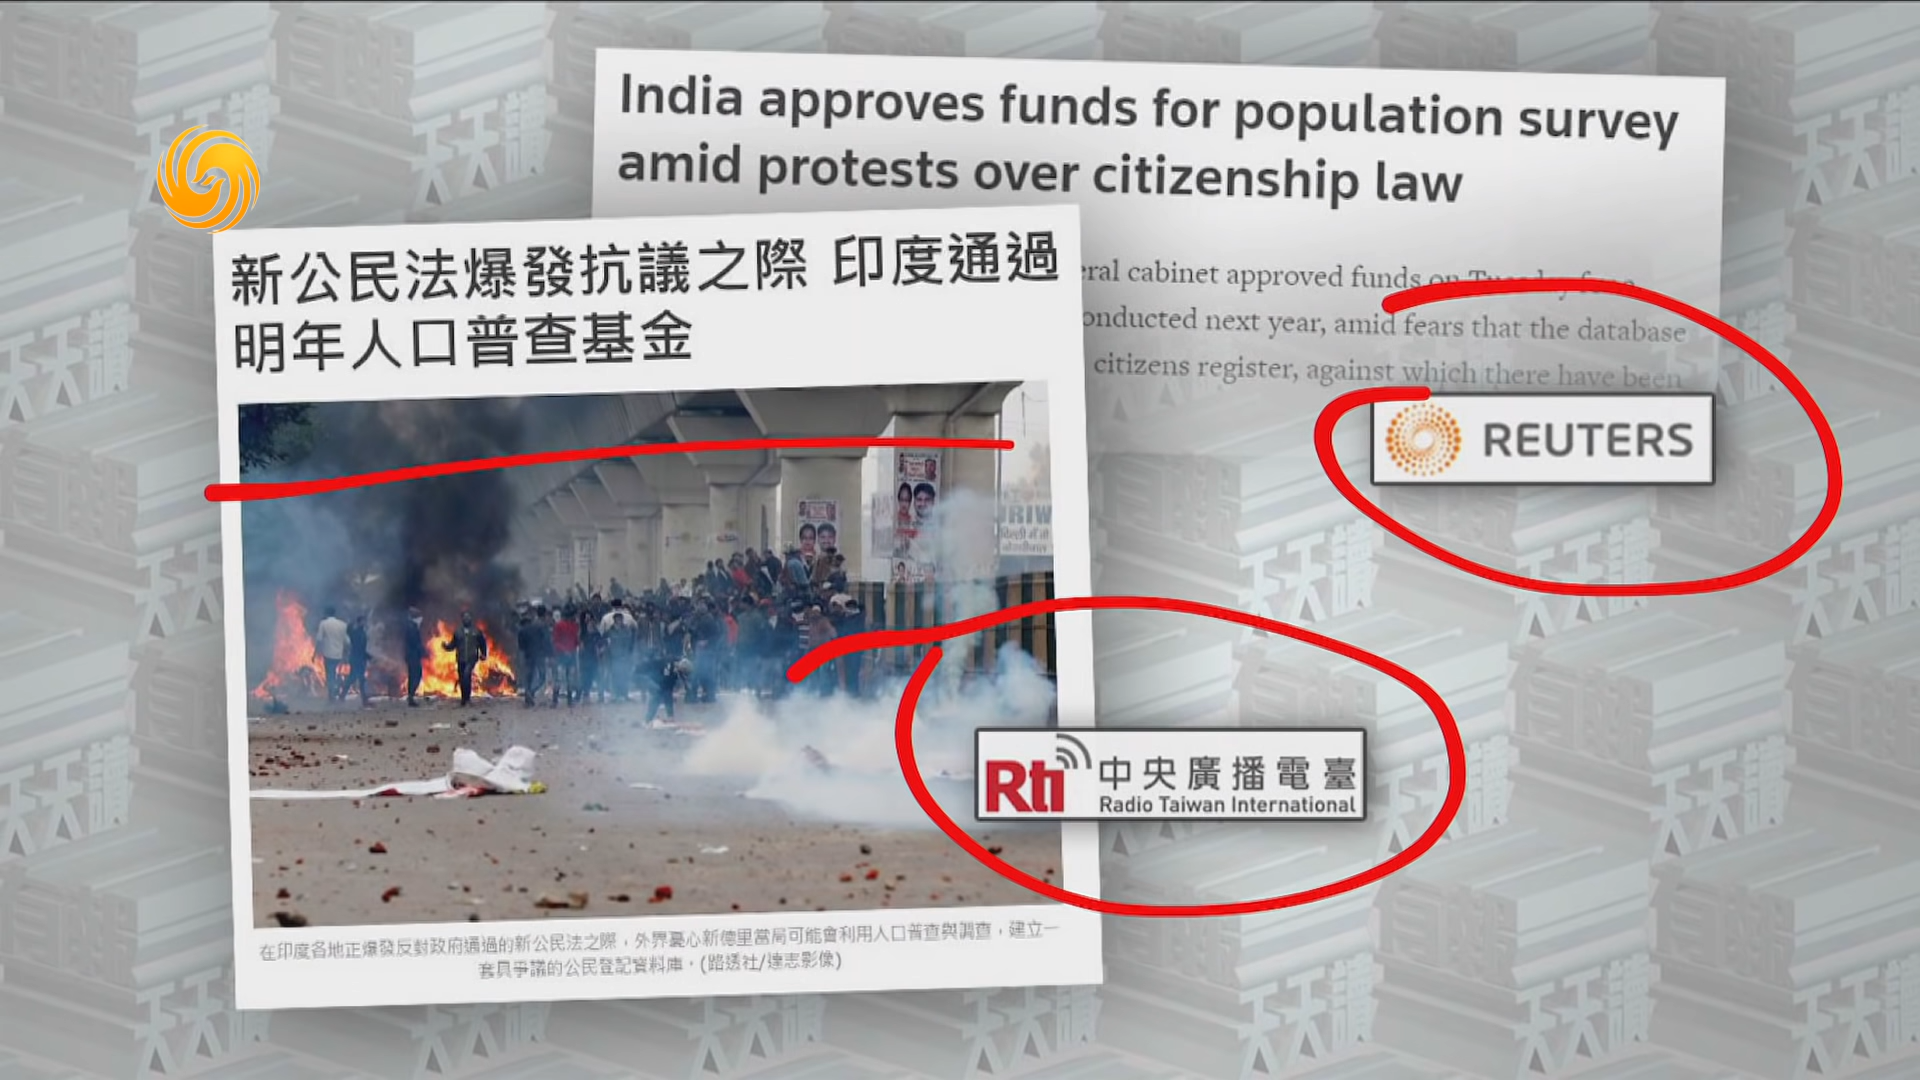 India approves funds for population survey
amid protests over citizenship law
cabinet approved funds on Tuesday for
conducted next year, amid fears that the database
citizens register, against which there have been
REUTERS
新公民法爆發抗議之際 印度通過
明年人口普查基金
在印度各地正爆發反對政府通過的新公民法之際，外界憂心新德里當局可能會利用人口普查與調查，建立一
套具爭議的公民登記資料庫。(路透社/達志影像)
Rti 中央廣播電臺
Radio Taiwan International
天天讀